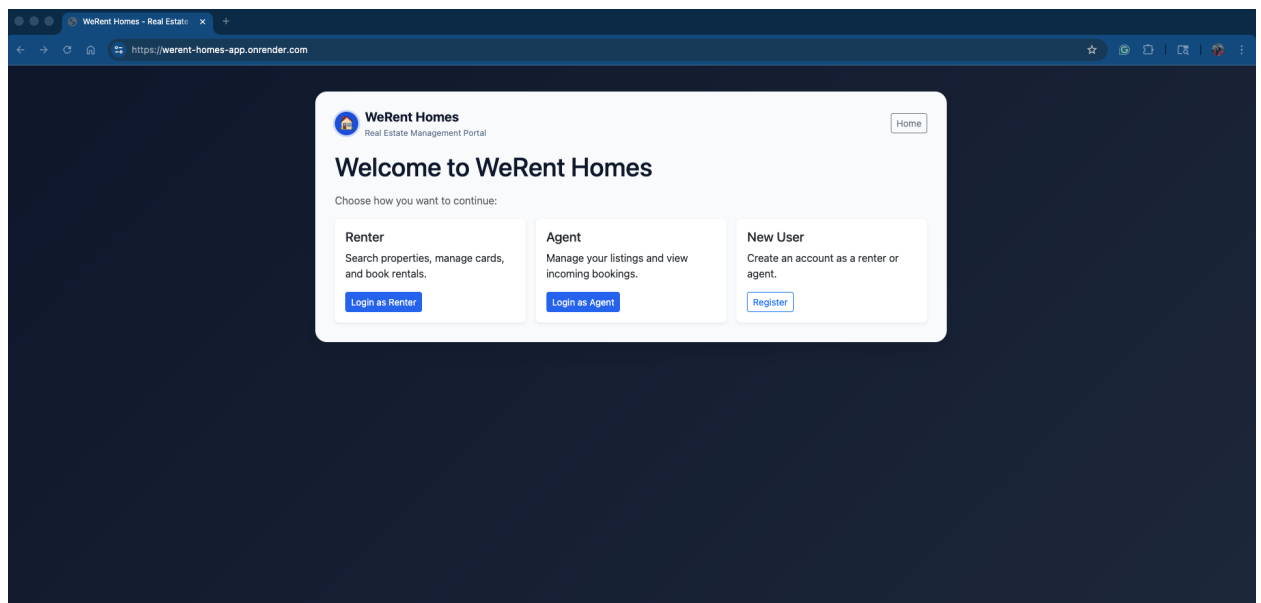 WeRent Homes - Real Estate
https://werent-homes-app.onrender.com
WeRent Homes
Real Estate Management Portal
Home
Welcome to WeRent Homes
Choose how you want to continue:
Renter
Search properties, manage cards,
and book rentals.
Login as Renter
Agent
Manage your listings and view
incoming bookings.
Login as Agent
New User
Create an account as a renter or
agent.
Register